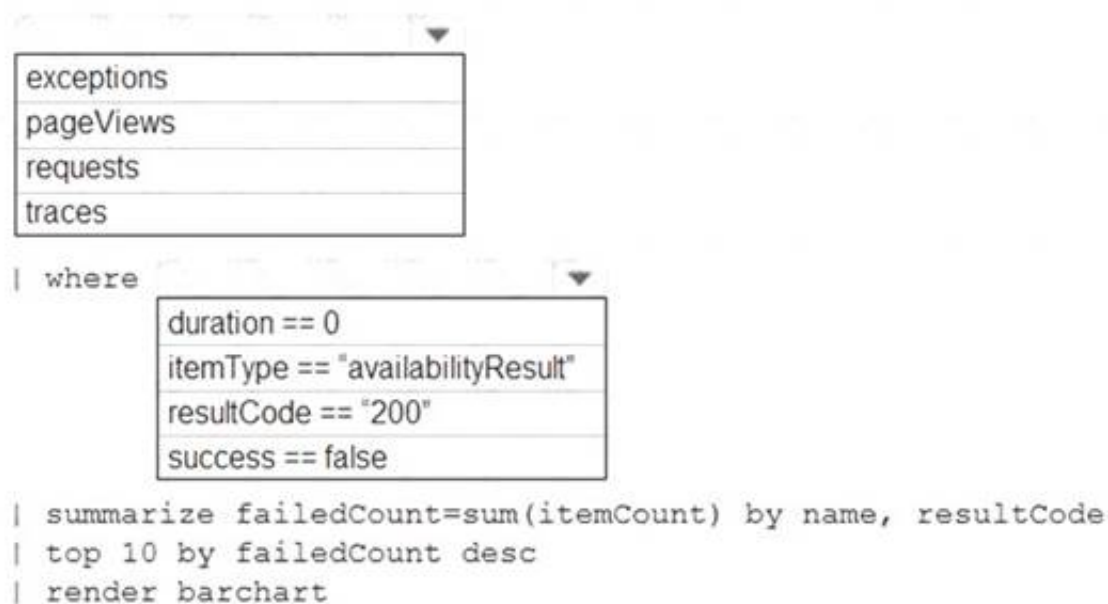 exceptions
pageViews
requests
traces
| where
duration == 0
itemType == "availabilityResult"
resultCode == "200"
success == false
| summarize failedCount=sum(itemCount) by name, resultCode
| top 10 by failedCount desc
| render barchart